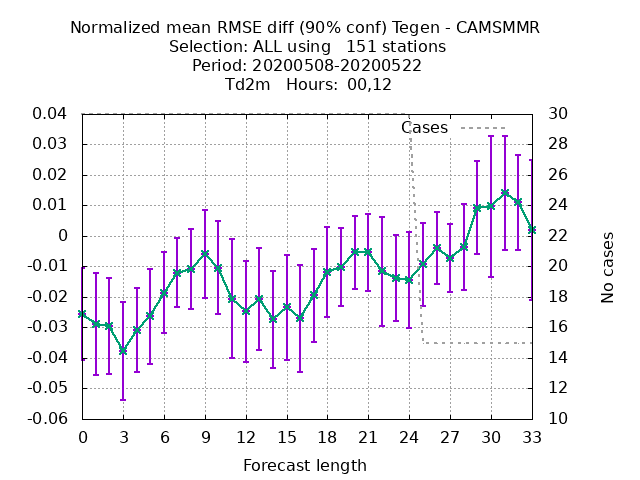 Normalized mean RMSE diff (90% conf) Tegen - CAMSMMR
Selection: ALL using   151 stations
Period: 20200508-20200522
Td2m   Hours:  00,12
Cases
0.04
0.03
0.02
0.01
0
-0.01
-0.02
-0.03
-0.04
-0.05
-0.06
30
28
26
24
22
20
18
16
14
12
10
No cases
0 3 6 9 12 15 18 21 24 27 30 33
Forecast length